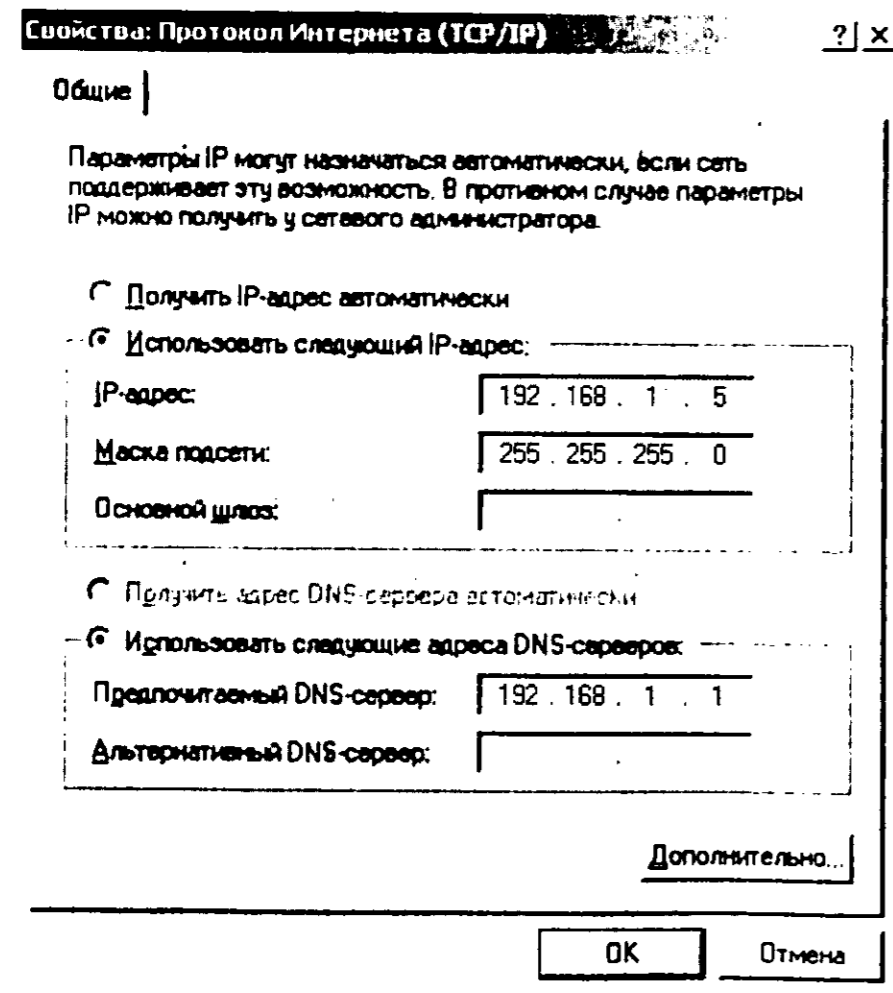 Свойства: Протокол Интернета (TCP/IP)
? ×
Общие
Параметры IP могут назначаться автоматически, если сеть
поддерживает эту возможность. В противном случае параметры
IP можно получить у сетевого администратора.
Получить IP-адрес автоматически
Использовать следующий IP-адрес:
IP-адрес: 192 . 168 . 1 . 5
Маска подсети: 255 . 255 . 255 . 0
Основной шлюз:
Получить адрес DNS-сервера автоматически
Использовать следующие адреса DNS-серверов:
Предпочитаемый DNS-сервер: 192 . 168 . 1 . 1
Альтернативный DNS-сервер:
Дополнительно...
OK Отмена